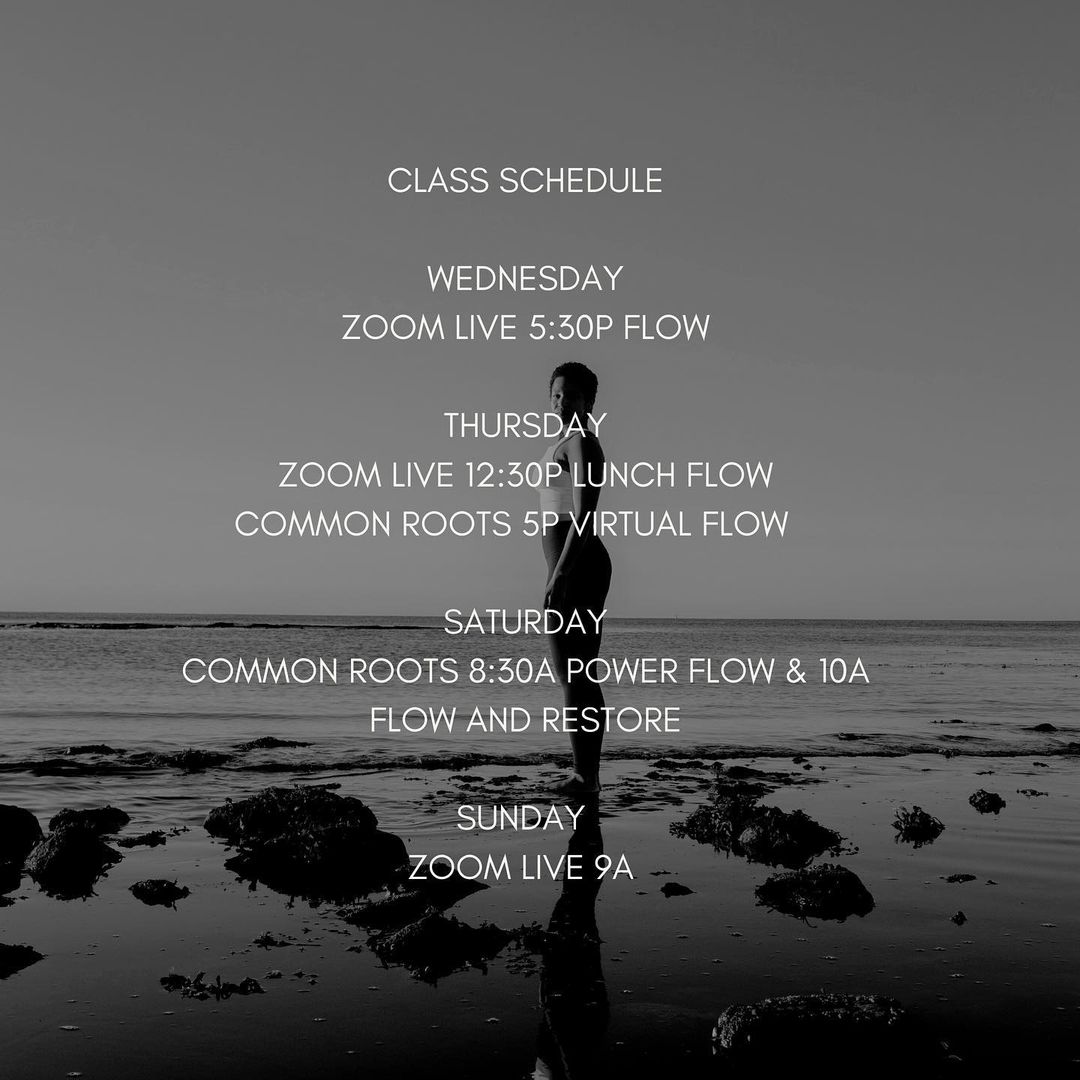 CLASS SCHEDULE
WEDNESDAY
ZOOM LIVE 5:30P FLOW
THURSDAY
ZOOM LIVE 12:30P LUNCH FLOW
COMMON ROOTS 5P VIRTUAL FLOW
SATURDAY
COMMON ROOTS 8:30A POWER FLOW & 10A
FLOW AND RESTORE
SUNDAY
ZOOM LIVE 9A